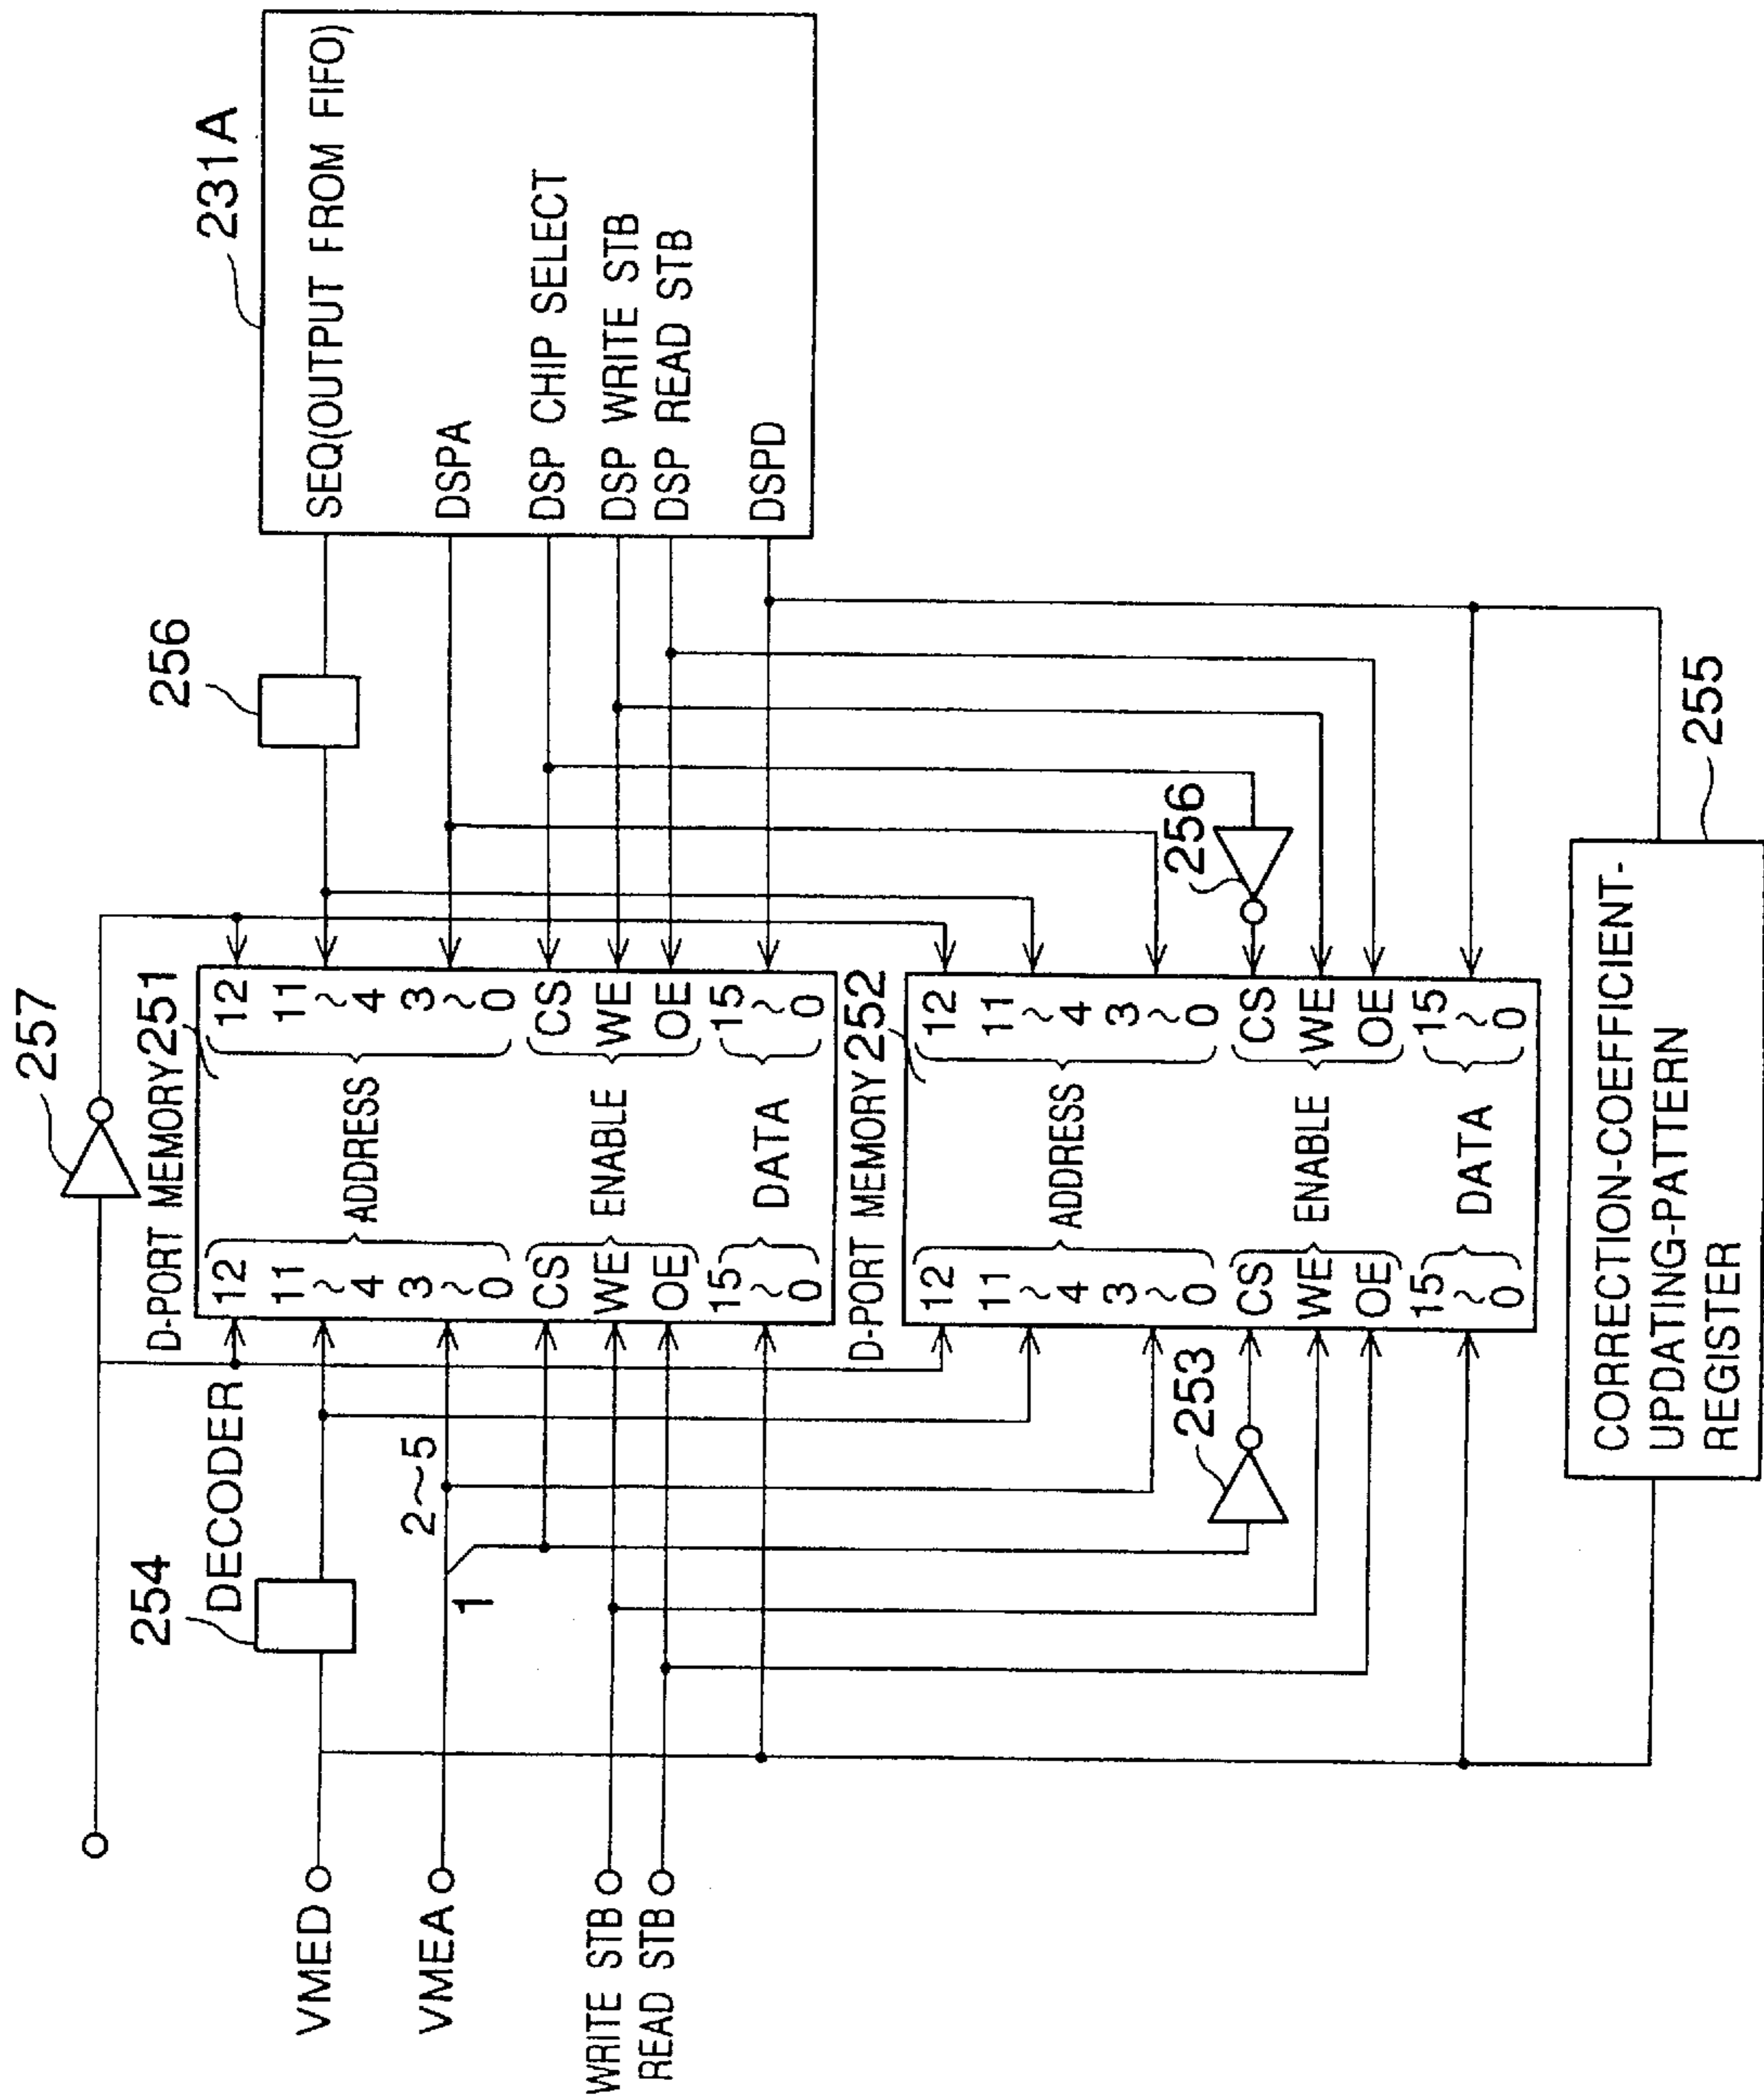 257
256
231A
D-PORT MEMORY 251
SEQ(OUTPUT FROM FIFO)
DSPA
DSP CHIP SELECT
DSP WRITE STB
DSP READ STB
DSPD
254
DECODER
VMED
VMEA
WRITE STB
READ STB
1
2~5
12
11
~
4
3
~
0
CS
WE
OE
15
~
0
ADDRESS
ENABLE
DATA
12
11
~
4
3
~
0
CS
WE
OE
15
~
0
D-PORT MEMORY 252
253
256
12
11
~
4
3
~
0
CS
WE
OE
15
~
0
ADDRESS
ENABLE
DATA
12
11
~
4
3
~
0
CS
WE
OE
15
~
0
255
CORRECTION-COEFFICIENT-
UPDATING-PATTERN
REGISTER